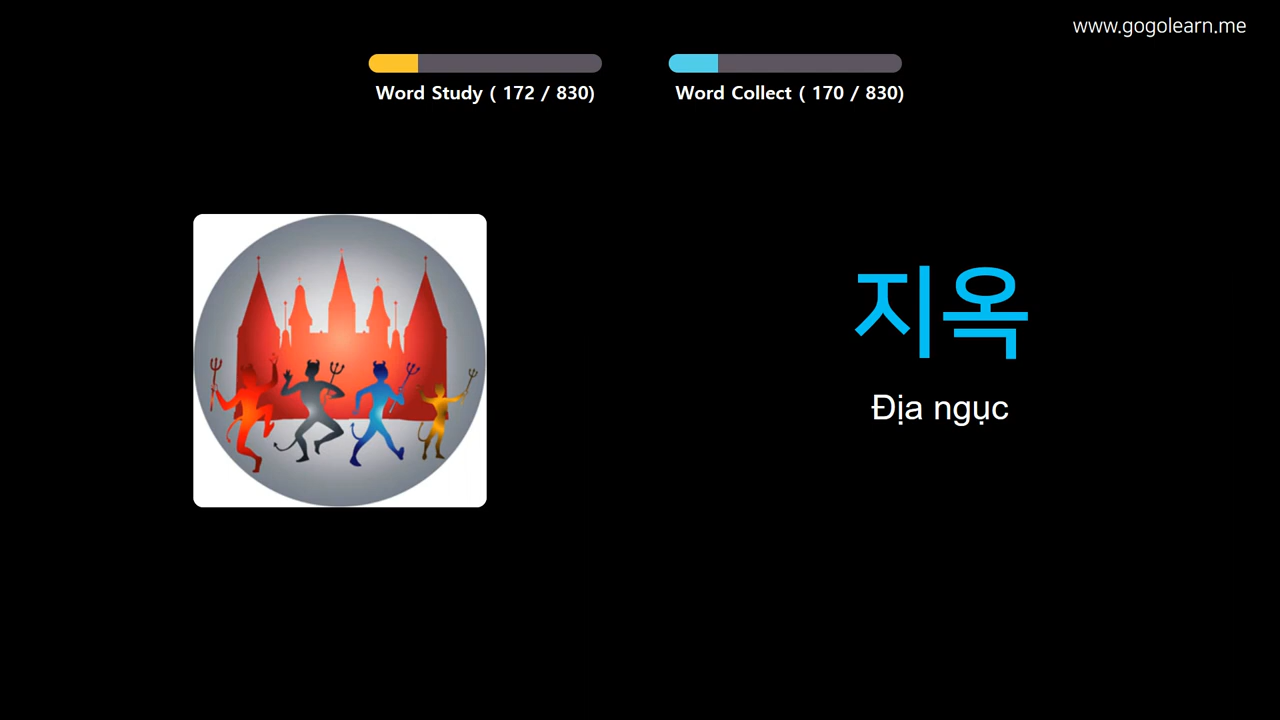 www.gogolearn.me
Word Study ( 172 / 830)
Word Collect ( 170 / 830)
지옥
Địa ngục